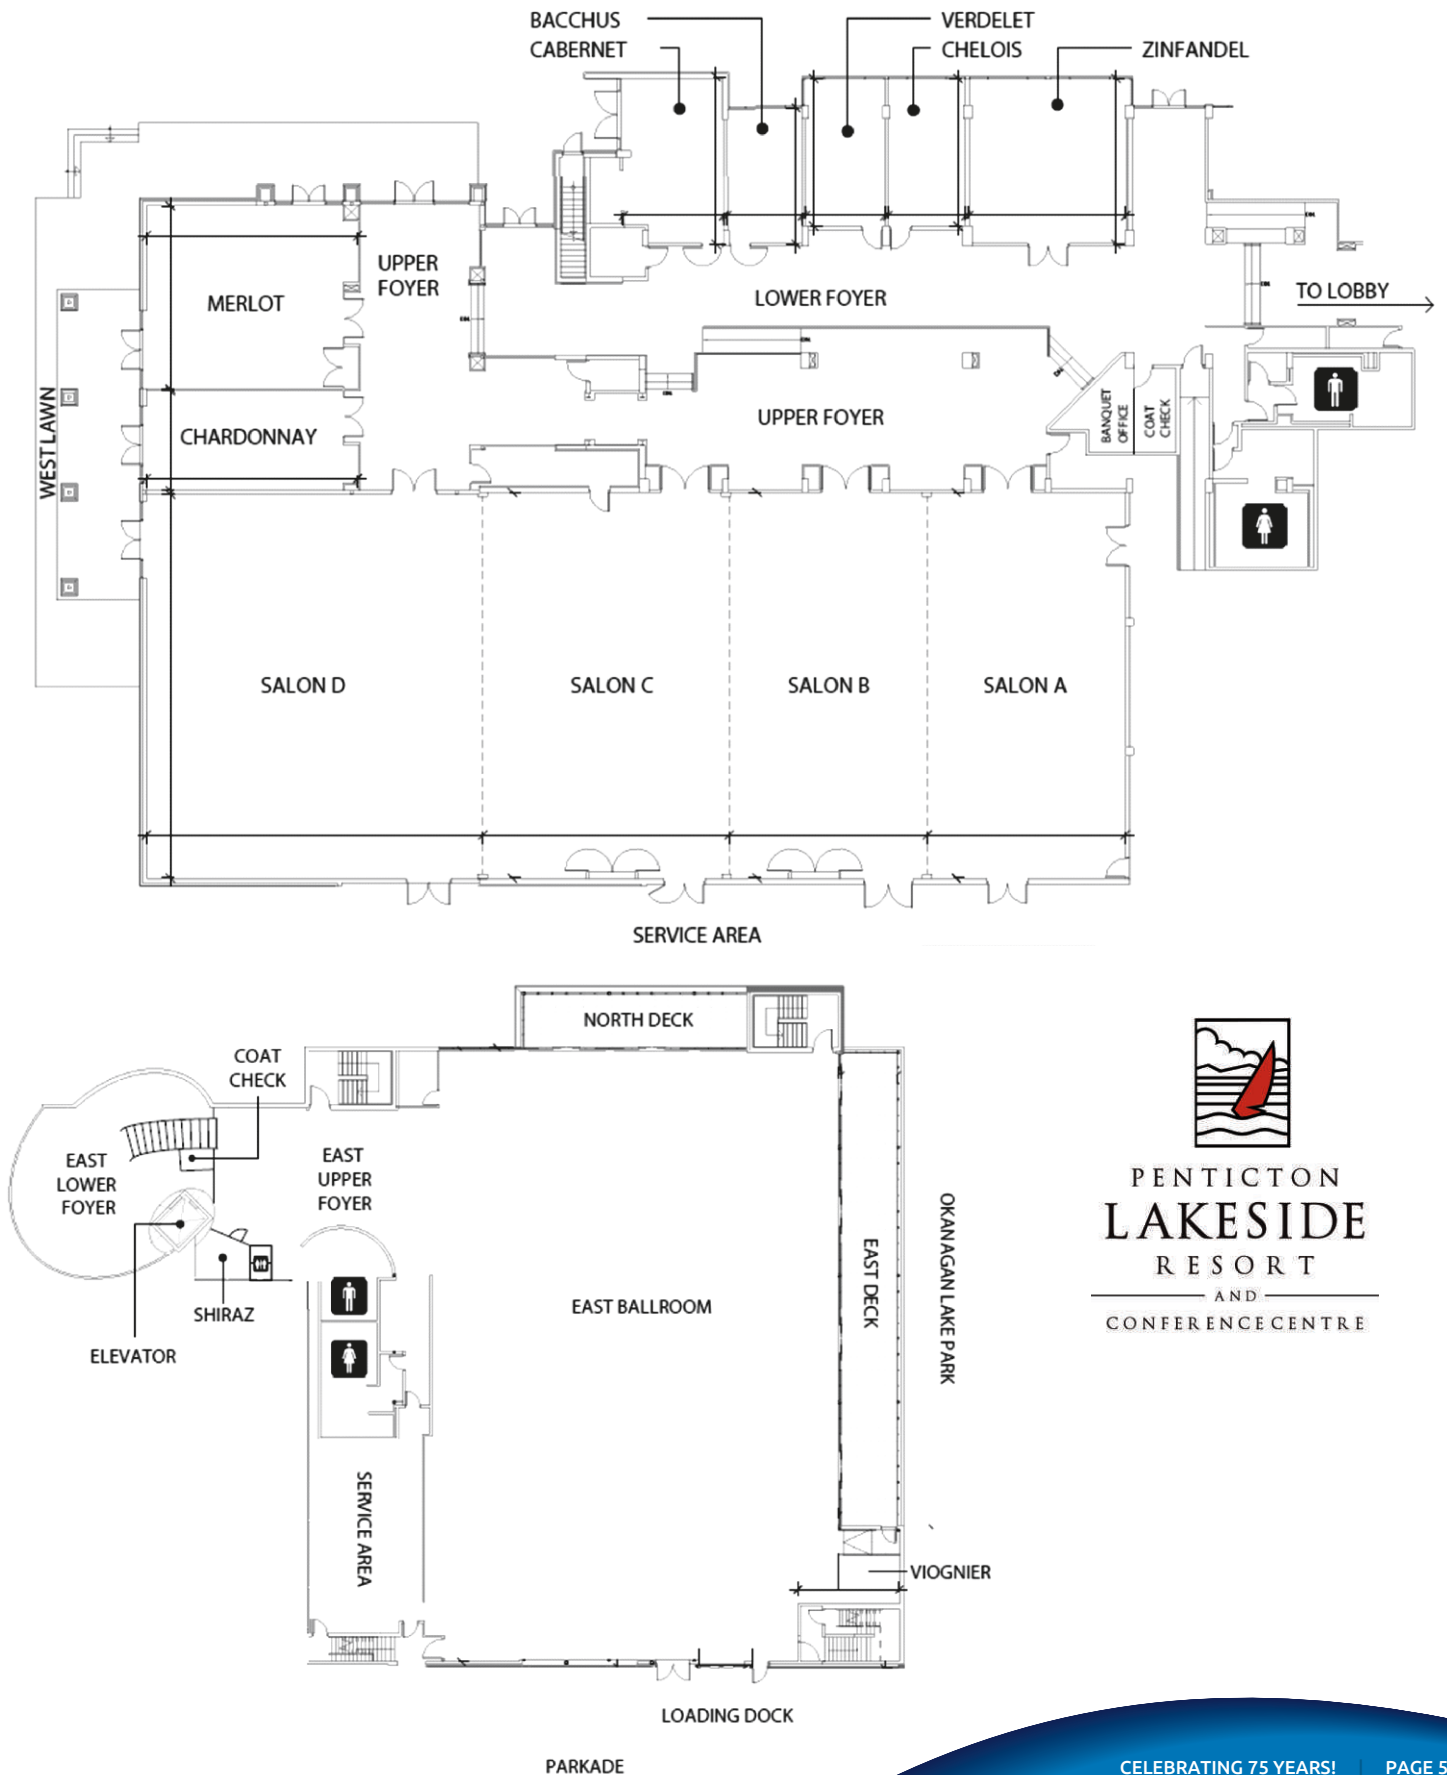 BACCHUS
CABERNET
VERDELET
CHELOIS
ZINFANDEL
UPPER
FOYER
MERLOT
LOWER FOYER
TO LOBBY
WEST LAWN
CHARDONNAY
UPPER FOYER
BANQUET
OFFICE
COAT
CHECK
SALON D
SALON C
SALON B
SALON A
SERVICE AREA
NORTH DECK
COAT
CHECK
EAST
LOWER
FOYER
EAST
UPPER
FOYER
SHIRAZ
ELEVATOR
EAST BALLROOM
EAST DECK
OKANAGAN LAKE PARK
SERVICE AREA
VIOGNIER
LOADING DOCK
PARKADE
PENTICTON
LAKESIDE
RESORT
AND
CONFERENCE CENTRE
CELEBRATING 75 YEARS! | PAGE 5